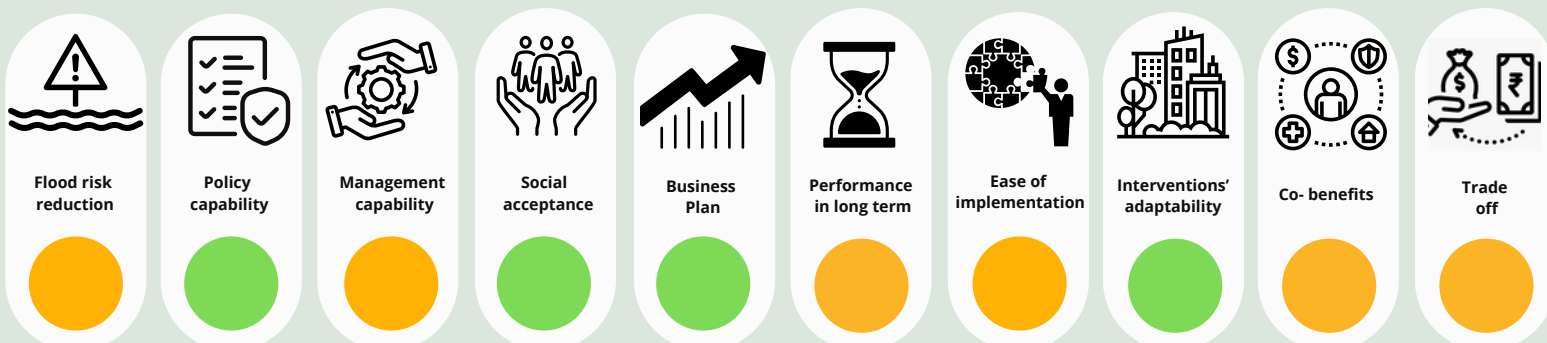 Flood risk
reduction
Policy
capability
Management
capability
Social
acceptance
Business
Plan
Performance
in long term
Ease of
implementation
Interventions’
adaptability
Co- benefits
Trade
off
$
$
₹